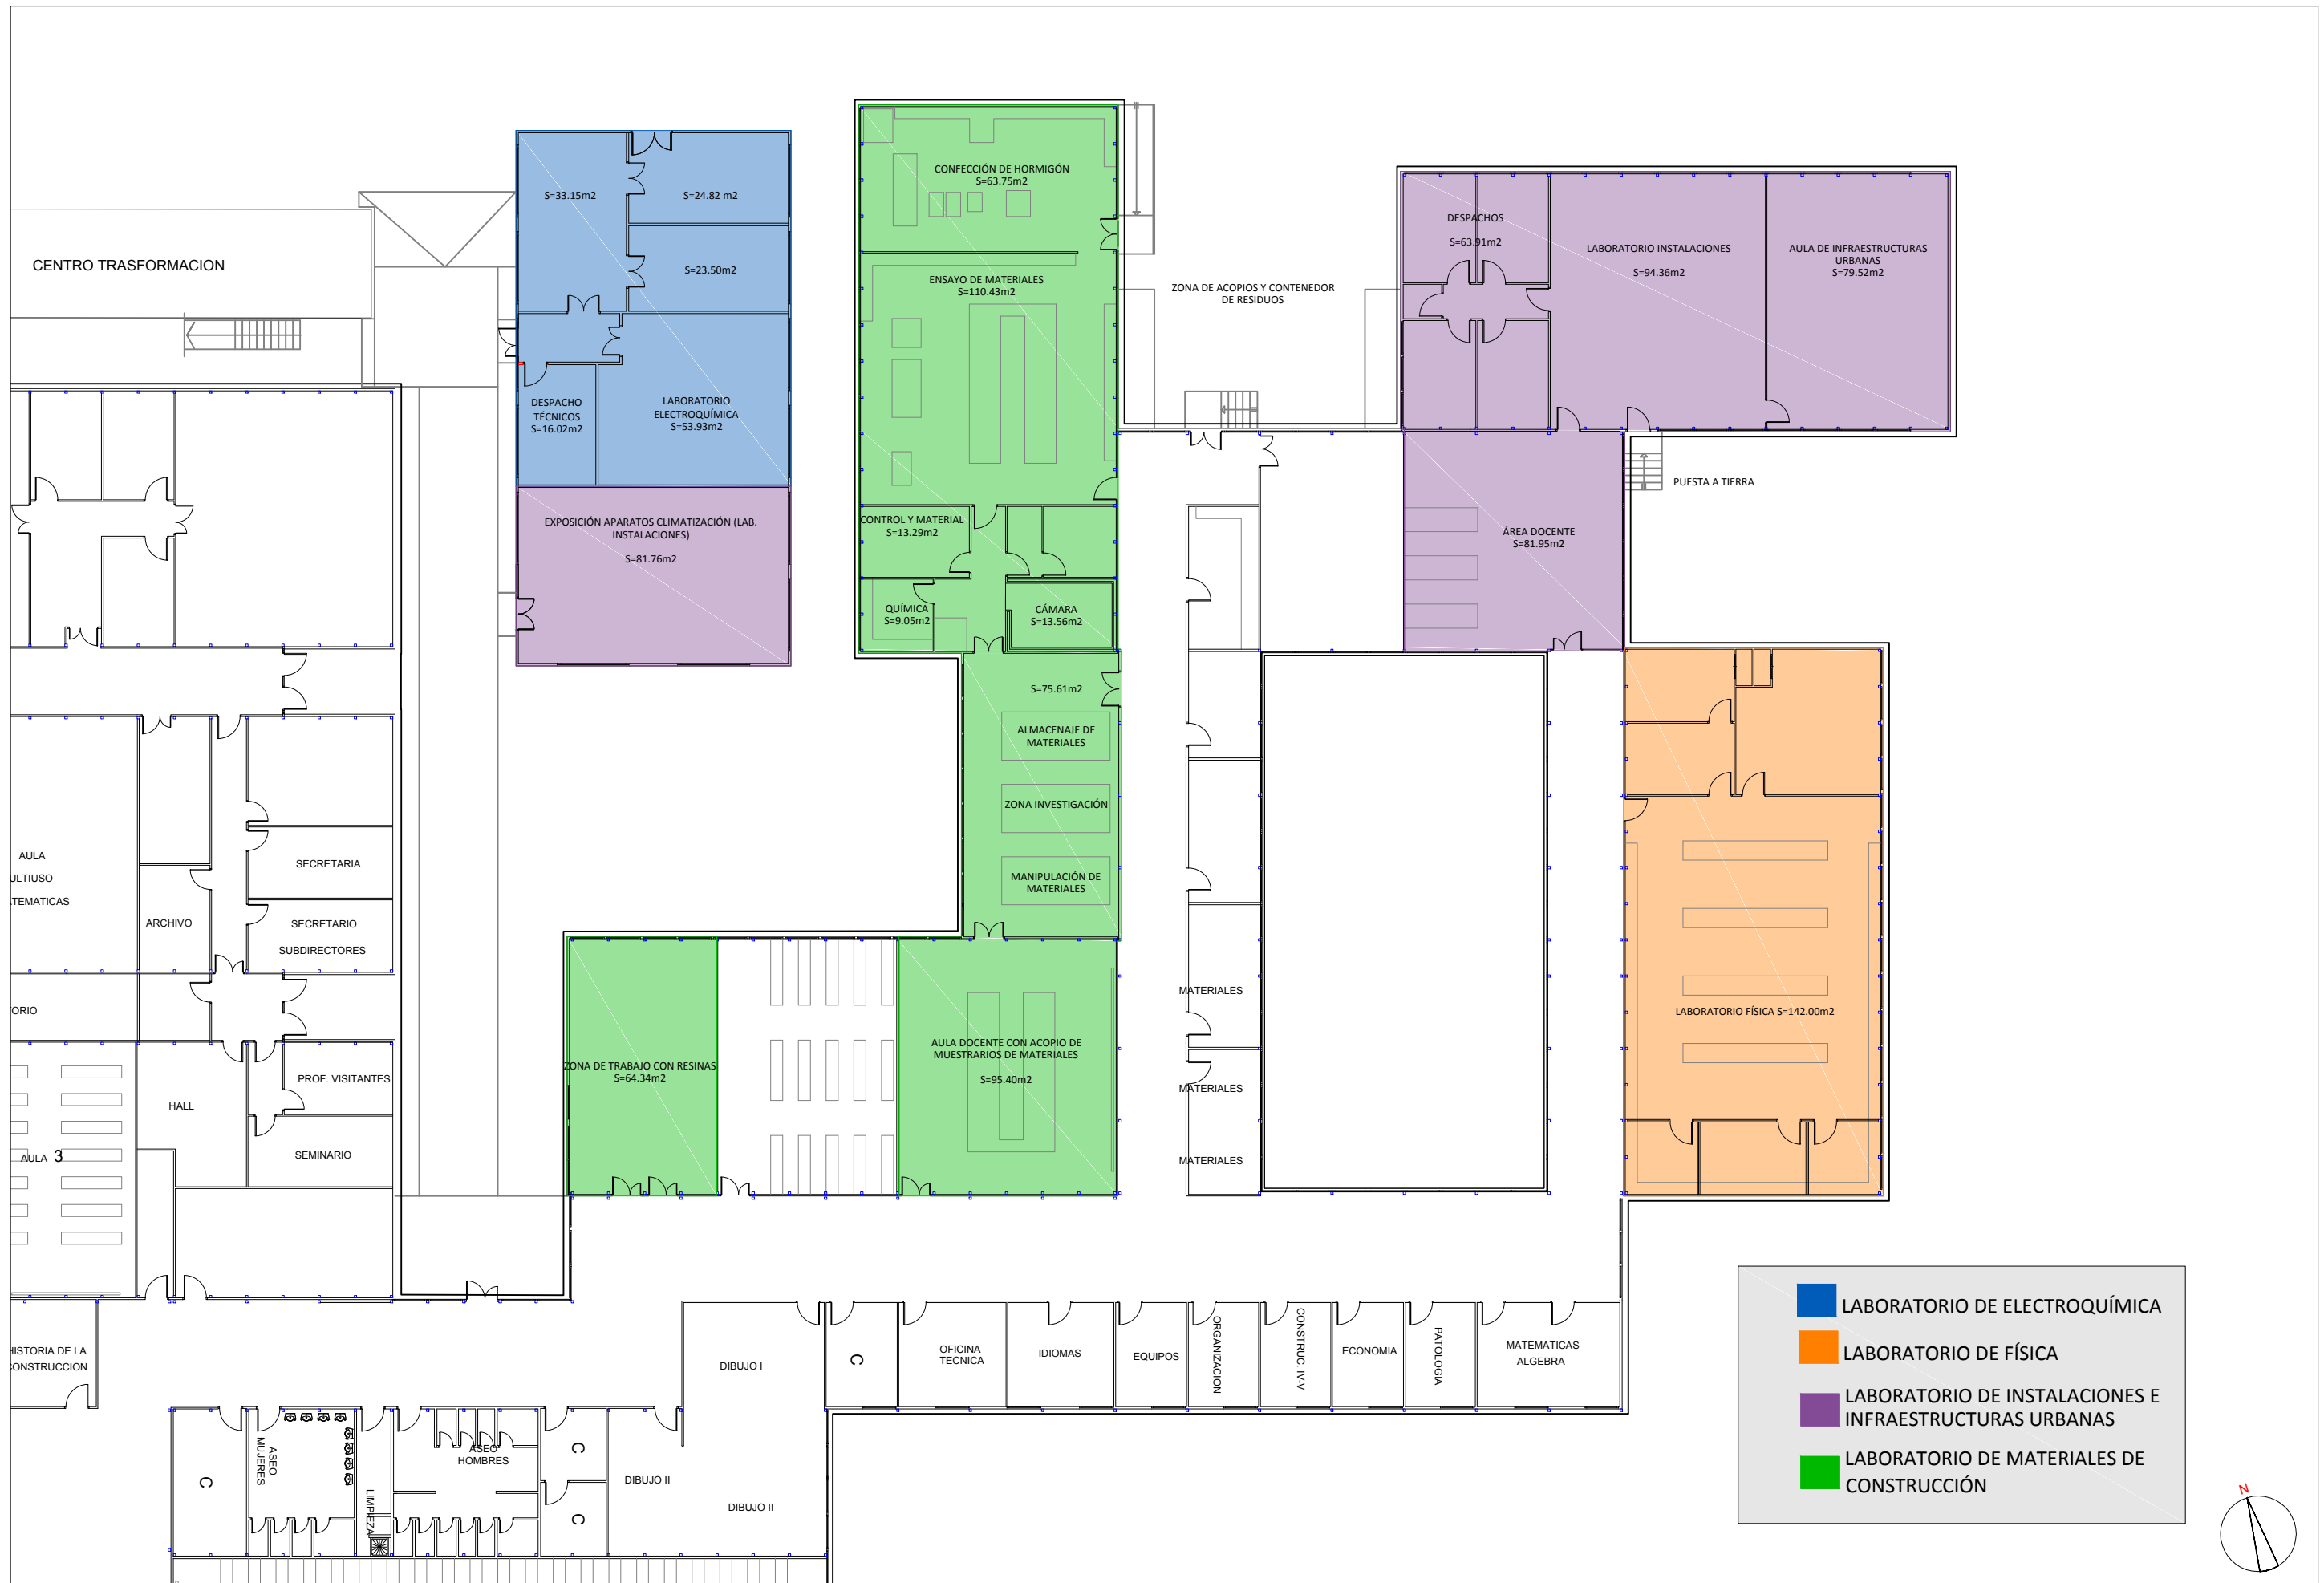 CENTRO TRASFORMACION
S=33.15m2
S=24.82 m2
S=23.50m2
DESPACHO
TÉCNICOS
S=16.02m2
LABORATORIO
ELECTROQUÍMICA
S=53.93m2
EXPOSICIÓN APARATOS CLIMATIZACIÓN (LAB.
INSTALACIONES)
S=81.76m2
CONFECCIÓN DE HORMIGÓN
S=63.75m2
ENSAYO DE MATERIALES
S=110.43m2
CONTROL Y MATERIAL
S=13.29m2
QUÍMICA
S=9.05m2
CÁMARA
S=13.56m2
S=75.61m2
ALMACENAJE DE
MATERIALES
ZONA INVESTIGACIÓN
MANIPULACIÓN DE
MATERIALES
ZONA DE ACOPIOS Y CONTENEDOR
DE RESIDUOS
DESPACHOS
S=63.91m2
LABORATORIO INSTALACIONES
S=94.36m2
AULA DE INFRAESTRUCTURAS
URBANAS
S=79.52m2
PUESTA A TIERRA
ÁREA DOCENTE
S=81.95m2
LABORATORIO FÍSICA S=142.00m2
ZONA DE TRABAJO CON RESINAS
S=64.34m2
AULA DOCENTE CON ACOPIO DE
MUESTRARIOS DE MATERIALES
S=95.40m2
MATERIALES
MATERIALES
MATERIALES
AULA
ULTIUSO
TEMATICAS
ARCHIVO
SECRETARIA
SECRETARIO
SUBDIRECTORES
ORIO
HALL
PROF. VISITANTES
SEMINARIO
AULA 3
HISTORIA DE LA
CONSTRUCCION
C
ASEO
MUJERES
LIMPIEZA
ASEO
HOMBRES
C
C
DIBUJO I
DIBUJO II
DIBUJO II
C
OFICINA
TECNICA
IDIOMAS
EQUIPOS
ORGANIZACION
CONSTRUC. IV-V
ECONOMIA
PATOLOGIA
MATEMATICAS
ALGEBRA
LABORATORIO DE ELECTROQUÍMICA
LABORATORIO DE FÍSICA
LABORATORIO DE INSTALACIONES E
INFRAESTRUCTURAS URBANAS
LABORATORIO DE MATERIALES DE
CONSTRUCCIÓN
N